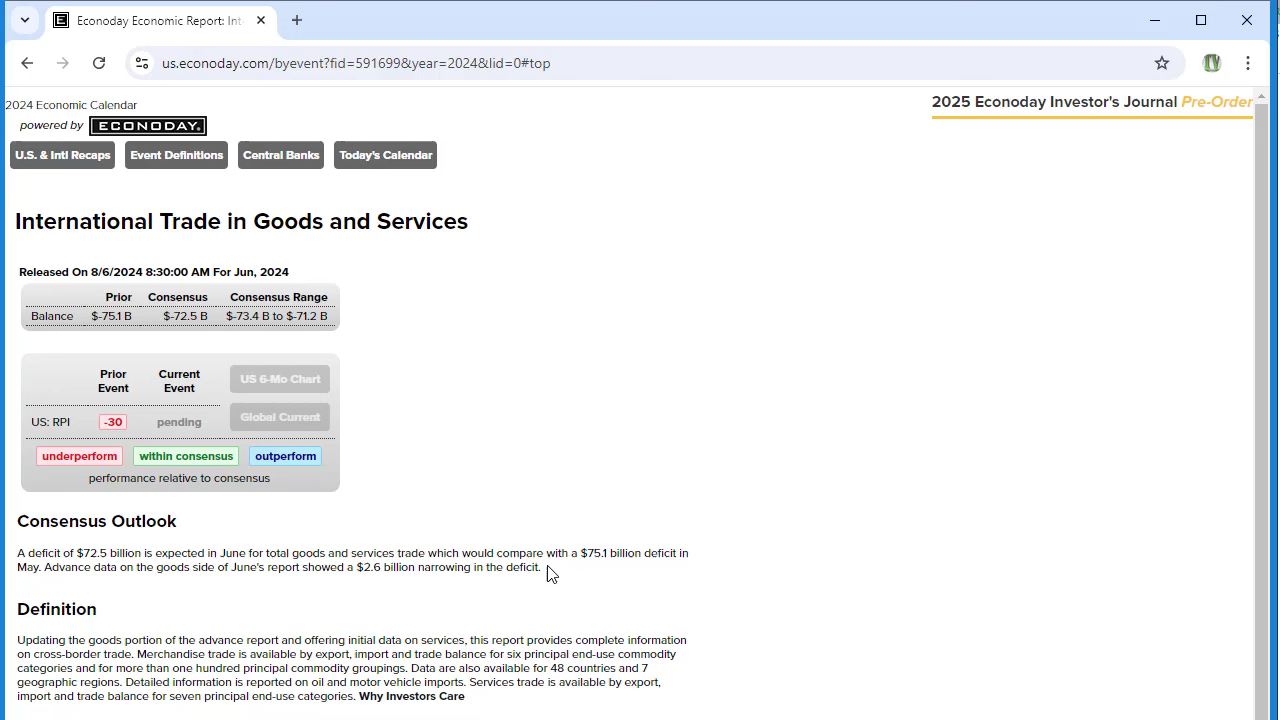 Econoday Economic Report: Int
us.econoday.com/byevent?fid=591699&year=2024&lid=0#top
2024 Economic Calendar
2025 Econoday Investor's Journal Pre-Order
powered by ECONODAY.
U.S. & Intl Recaps Event Definitions Central Banks Today's Calendar
International Trade in Goods and Services
Released On 8/6/2024 8:30:00 AM For Jun, 2024
Prior Consensus Consensus Range
Balance $-75.1 B $-72.5 B $-73.4 B to $-71.2 B
Prior Event Current Event US 6-Mo Chart
Global Current
US: RPI -30 pending
underperform within consensus outperform
performance relative to consensus
Consensus Outlook
A deficit of $72.5 billion is expected in June for total goods and services trade which would compare with a $75.1 billion deficit in
May. Advance data on the goods side of June's report showed a $2.6 billion narrowing in the deficit.
Definition
Updating the goods portion of the advance report and offering initial data on services, this report provides complete information
on cross-border trade. Merchandise trade is available by export, import and trade balance for six principal end-use commodity
categories and for more than one hundred principal commodity groupings. Data are also available for 48 countries and 7
geographic regions. Detailed information is reported on oil and motor vehicle imports. Services trade is available by export,
import and trade balance for seven principal end-use categories. Why Investors Care